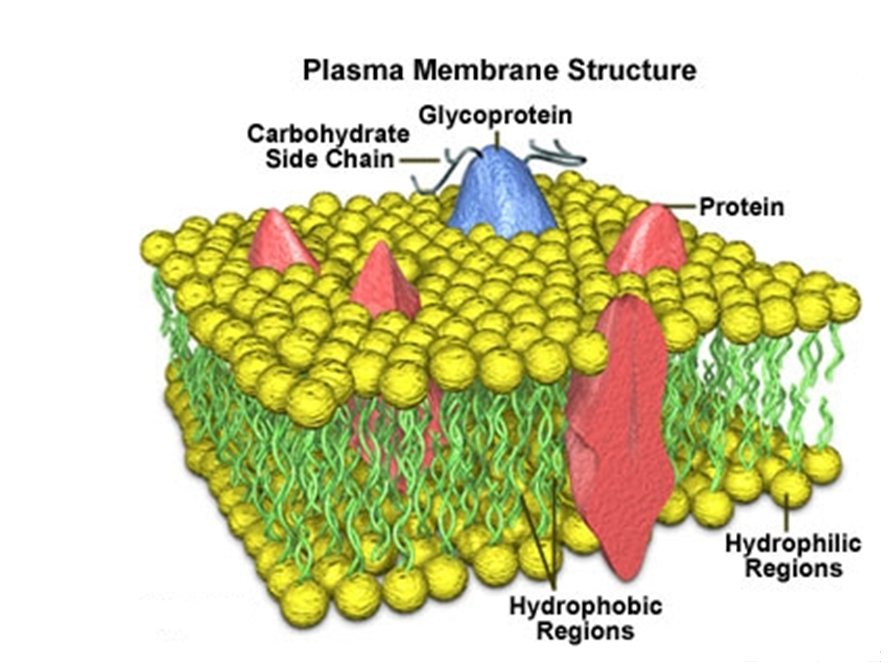 Plasma Membrane Structure
Glycoprotein
Carbohydrate
Side Chain
Protein
Hydrophilic
Regions
Hydrophobic
Regions